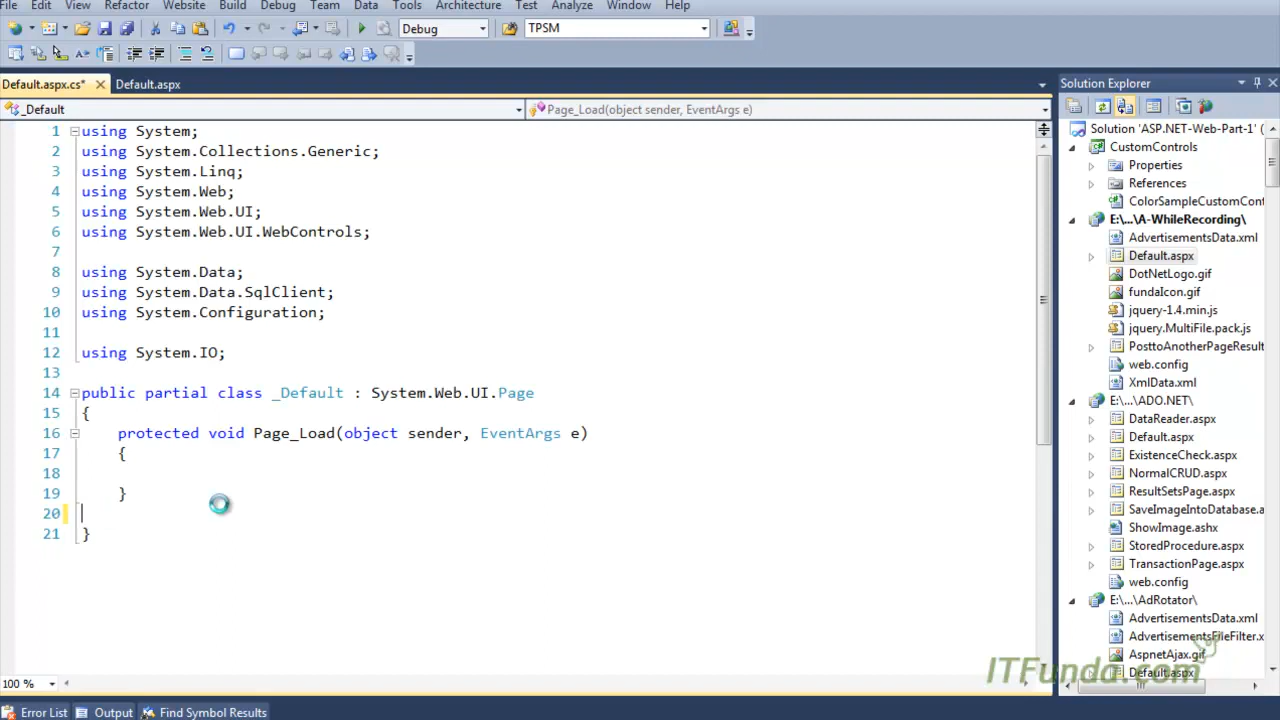 File Edit View Refactor Website Build Debug Team Data Tools Architecture Test Analyze Window Help
Debug TPSM
Default.aspx.cs* Default.aspx
_Default Page_Load(object sender, EventArgs e)
1 using System;
2 using System.Collections.Generic;
3 using System.Linq;
4 using System.Web;
5 using System.Web.UI;
6 using System.Web.UI.WebControls;
7
8 using System.Data;
9 using System.Data.SqlClient;
10 using System.Configuration;
11
12 using System.IO;
13
14 public partial class _Default : System.Web.UI.Page
15 {
16 protected void Page_Load(object sender, EventArgs e)
17 {
18
19 }
20
21 }
100 %
Error List Output Find Symbol Results
Solution Explorer
Solution 'ASP.NET-Web-Part-1' (
CustomControls
Properties
References
ColorSampleCustomCont
E:\...\A-WhileRecording\
AdvertisementsData.xml
Default.aspx
DotNetLogo.gif
fundaIcon.gif
jquery-1.4.min.js
jquery.MultiFile.pack.js
PosttoAnotherPageResult
web.config
XmlData.xml
E:\...\ADO.NET\
DataReader.aspx
Default.aspx
ExistenceCheck.aspx
NormalCRUD.aspx
ResultSetsPage.aspx
SaveImageIntoDatabase.a
ShowImage.ashx
StoredProcedure.aspx
TransactionPage.aspx
web.config
E:\...\AdRotator\
AdvertisementsData.xml
AdvertisementsFileFilter.x
AspnetAjax.gif
Default.aspx
ITFunda.com